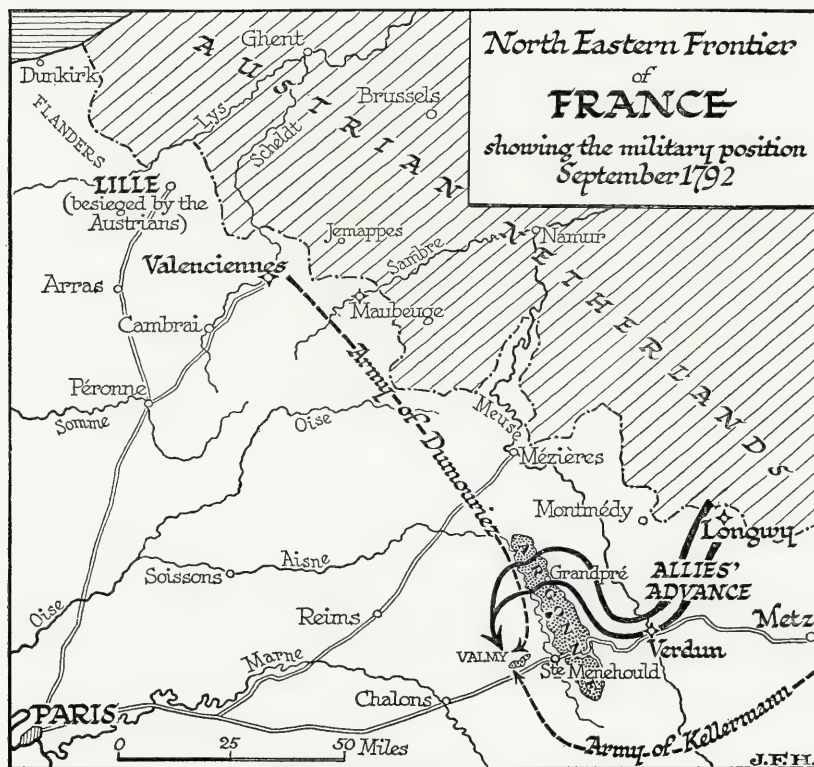 North Eastern Frontier
of
FRANCE
showing the military position
September 1792
AUSTRIAN
NETHERLANDS
Ghent
Dunkirk
FLANDERS
Lys
Scheldt
Brussels
LILLE
(besieged by the
Austrians)
Jemappes
Sambre
Namur
Valenciennes
Arras
Maubeuge
Cambrai
Army-of-Dumouriez
Péronne
Somme
Oise
Meuse
Mézières
Montmédy
Longwy
ARGONNE
Grandpré
ALLIES'
ADVANCE
Aisne
Soissons
Oise
Reims
Metz
Verdun
VALMY
Ste Menehould
Marne
Chalons
PARIS
Army-of-Kellermann
0 25 50 Miles
J.F.H.